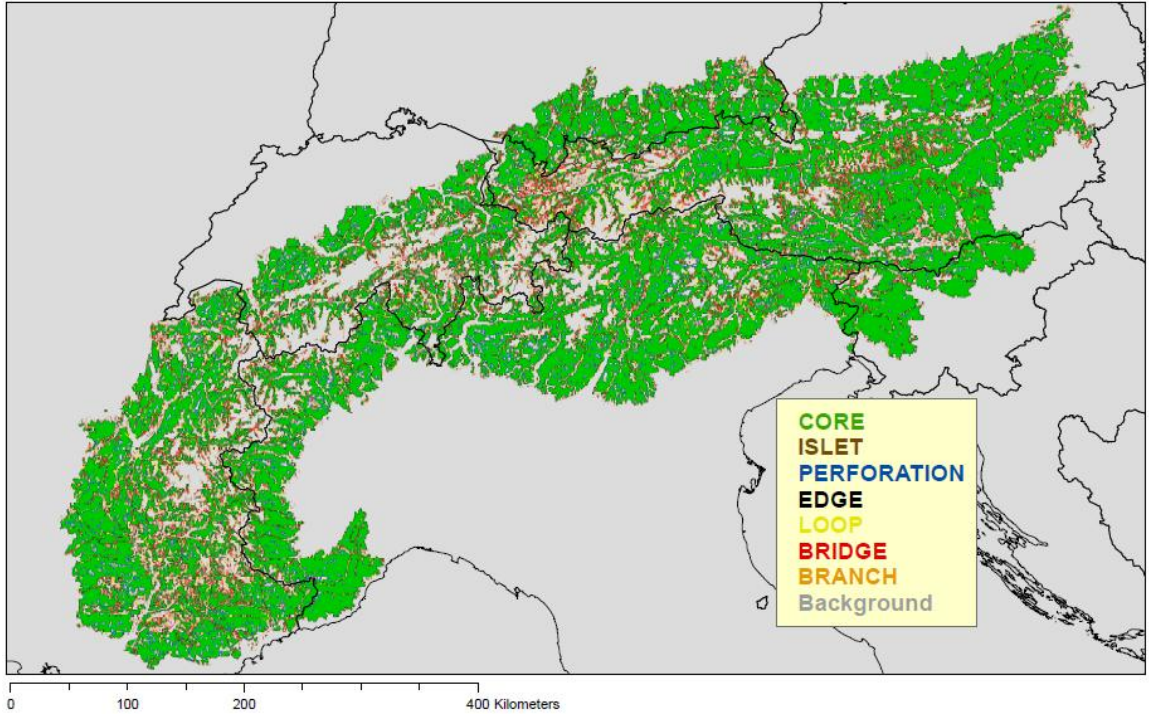 CORE
ISLET
PERFORATION
EDGE
LOOP
BRIDGE
BRANCH
Background
0 100 200 400 Kilometers